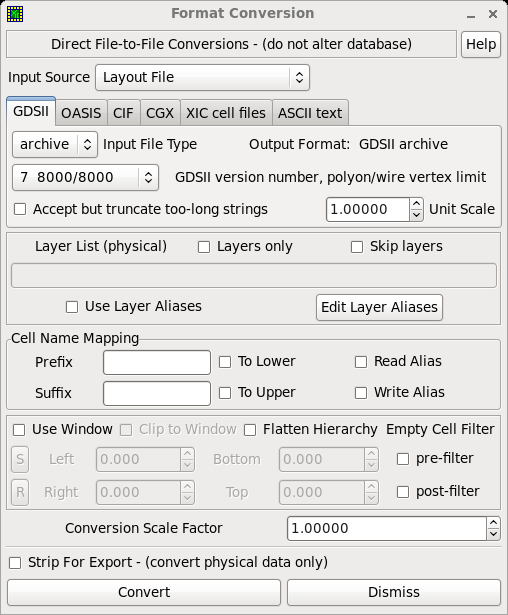 Format Conversion
Direct File-to-File Conversions - (do not alter database) Help
Input Source Layout File
GDSII OASIS CIF CGX XIC cell files ASCII text
archive Input File Type Output Format: GDSII archive
7 8000/8000 GDSII version number, polyon/wire vertex limit
Accept but truncate too-long strings 1.00000 Unit Scale
Layer List (physical) Layers only Skip layers
Use Layer Aliases Edit Layer Aliases
Cell Name Mapping
Prefix To Lower Read Alias
Suffix To Upper Write Alias
Use Window Clip to Window Flatten Hierarchy Empty Cell Filter
S Left 0.000 Bottom 0.000 pre-filter
R Right 0.000 Top 0.000 post-filter
Conversion Scale Factor 1.00000
Strip For Export - (convert physical data only)
Convert Dismiss